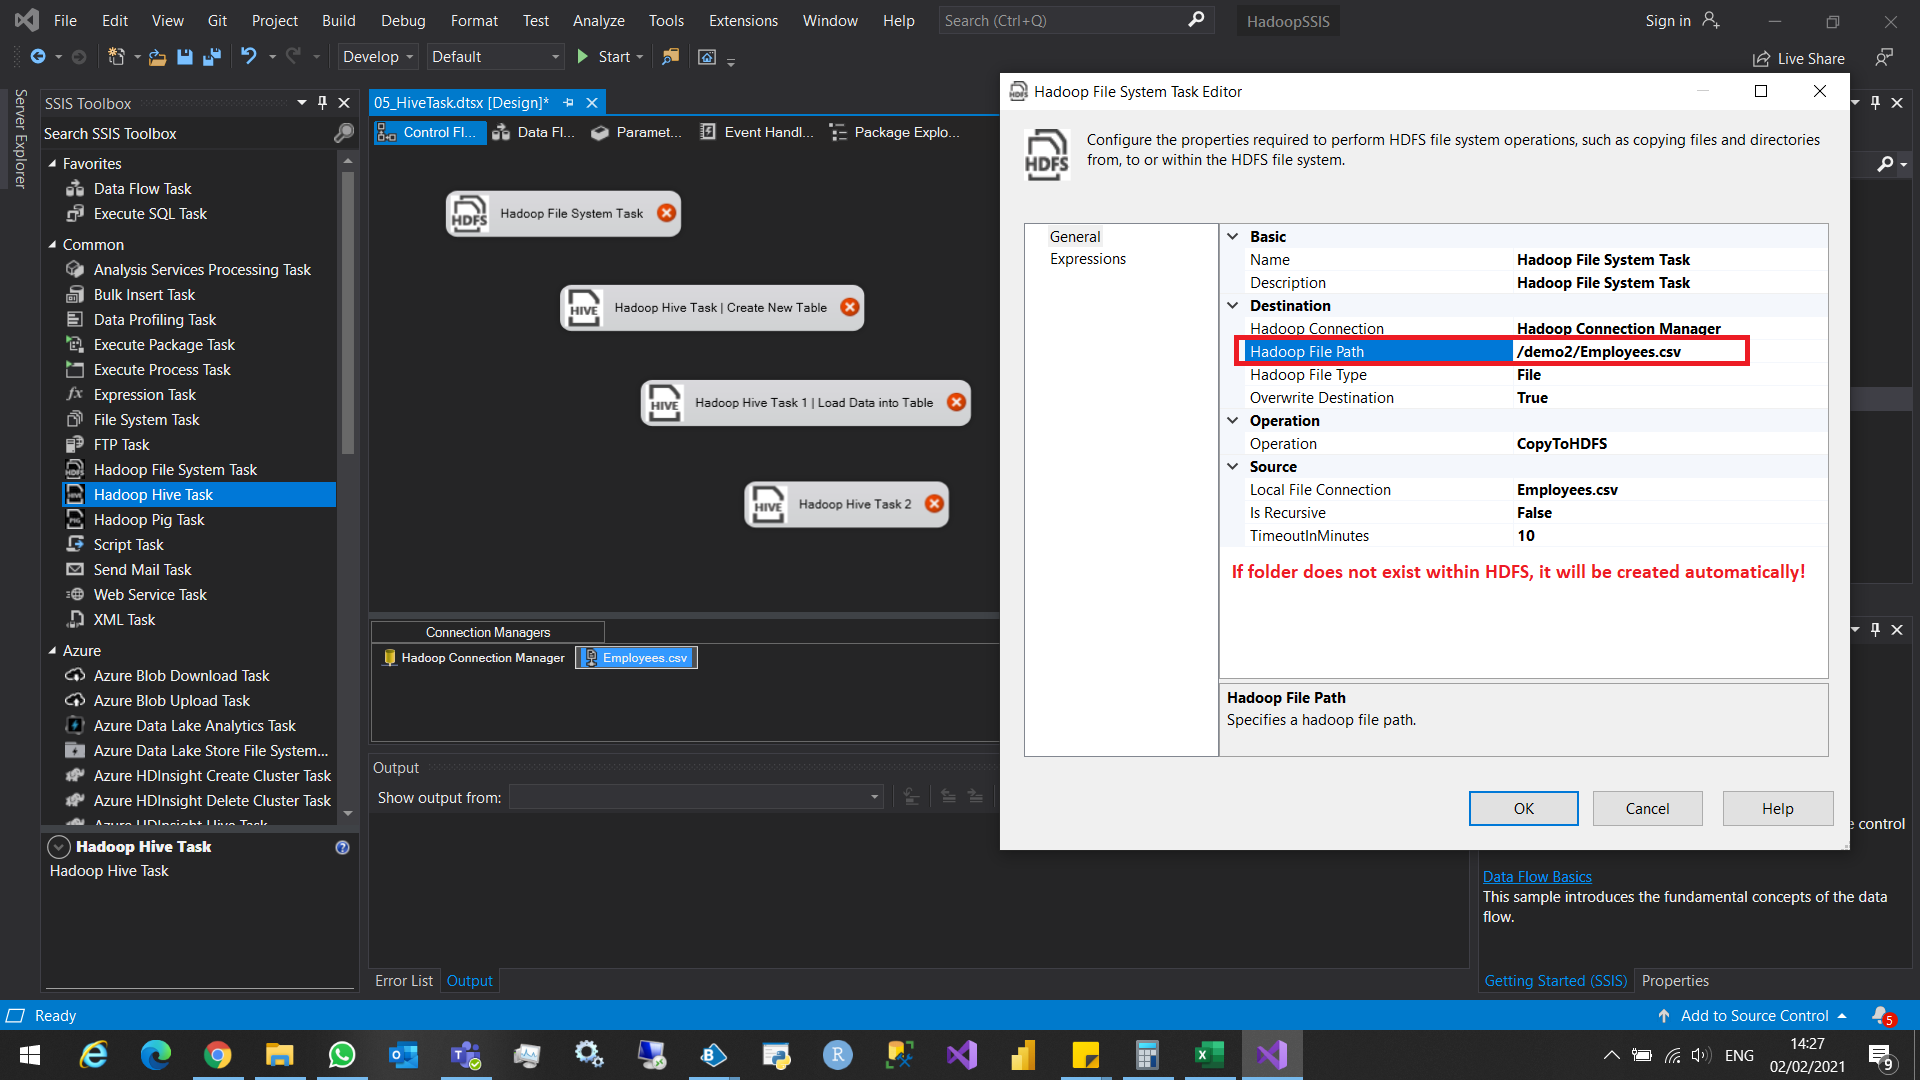 File Edit View Git Project Build Debug Format Test Analyze Tools Extensions Window Help Search (Ctrl+Q) HadoopSSIS Sign in
Develop Default Start Live Share
Server Explorer
SSIS Toolbox
Search SSIS Toolbox
Favorites
Data Flow Task
Execute SQL Task
Common
Analysis Services Processing Task
Bulk Insert Task
Data Profiling Task
Execute Package Task
Execute Process Task
Expression Task
File System Task
FTP Task
Hadoop File System Task
Hadoop Hive Task
Hadoop Pig Task
Script Task
Send Mail Task
Web Service Task
XML Task
Azure
Azure Blob Download Task
Azure Blob Upload Task
Azure Data Lake Analytics Task
Azure Data Lake Store File System...
Azure HDInsight Create Cluster Task
Azure HDInsight Delete Cluster Task
Azure HDInsight Hive Task
Hadoop Hive Task
Hadoop Hive Task
05_HiveTask.dtsx [Design]*
Control Fl... Data Fl... Paramet... Event Handl... Package Explo...
HDFS Hadoop File System Task
HIVE Hadoop Hive Task | Create New Table
HIVE Hadoop Hive Task 1 | Load Data into Table
HIVE Hadoop Hive Task 2
Connection Managers
Hadoop Connection Manager Employees.csv
Output
Show output from:
Error List Output
Hadoop File System Task Editor
HDFS
Configure the properties required to perform HDFS file system operations, such as copying files and directories
from, to or within the HDFS file system.
General
Expressions
Basic
Name Hadoop File System Task
Description Hadoop File System Task
Destination
Hadoop Connection Hadoop Connection Manager
Hadoop File Path /demo2/Employees.csv
Hadoop File Type File
Overwrite Destination True
Operation
Operation CopyToHDFS
Source
Local File Connection Employees.csv
Is Recursive False
TimeoutInMinutes 10
If folder does not exist within HDFS, it will be created automatically!
Hadoop File Path
Specifies a hadoop file path.
OK Cancel Help
e control
Data Flow Basics
This sample introduces the fundamental concepts of the data
flow.
Getting Started (SSIS) Properties
Ready Add to Source Control 5
ENG 14:27
02/02/2021 9